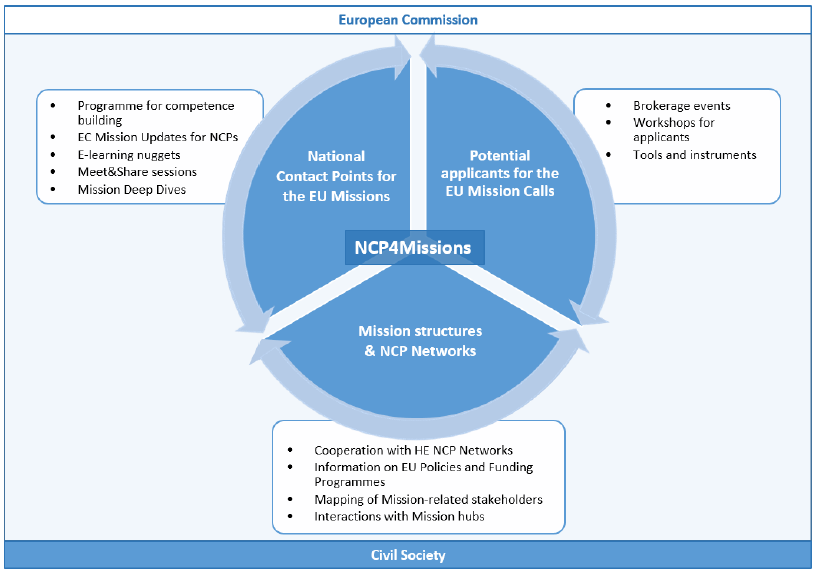 European Commission
• Programme for competence
building
• EC Mission Updates for NCPs
• E-learning nuggets
• Meet&Share sessions
• Mission Deep Dives
National
Contact Points for
the EU Missions
Potential
applicants for the
EU Mission Calls
• Brokerage events
• Workshops for
applicants
• Tools and instruments
NCP4Missions
Mission structures
& NCP Networks
• Cooperation with HE NCP Networks
• Information on EU Policies and Funding
Programmes
• Mapping of Mission-related stakeholders
• Interactions with Mission hubs
Civil Society